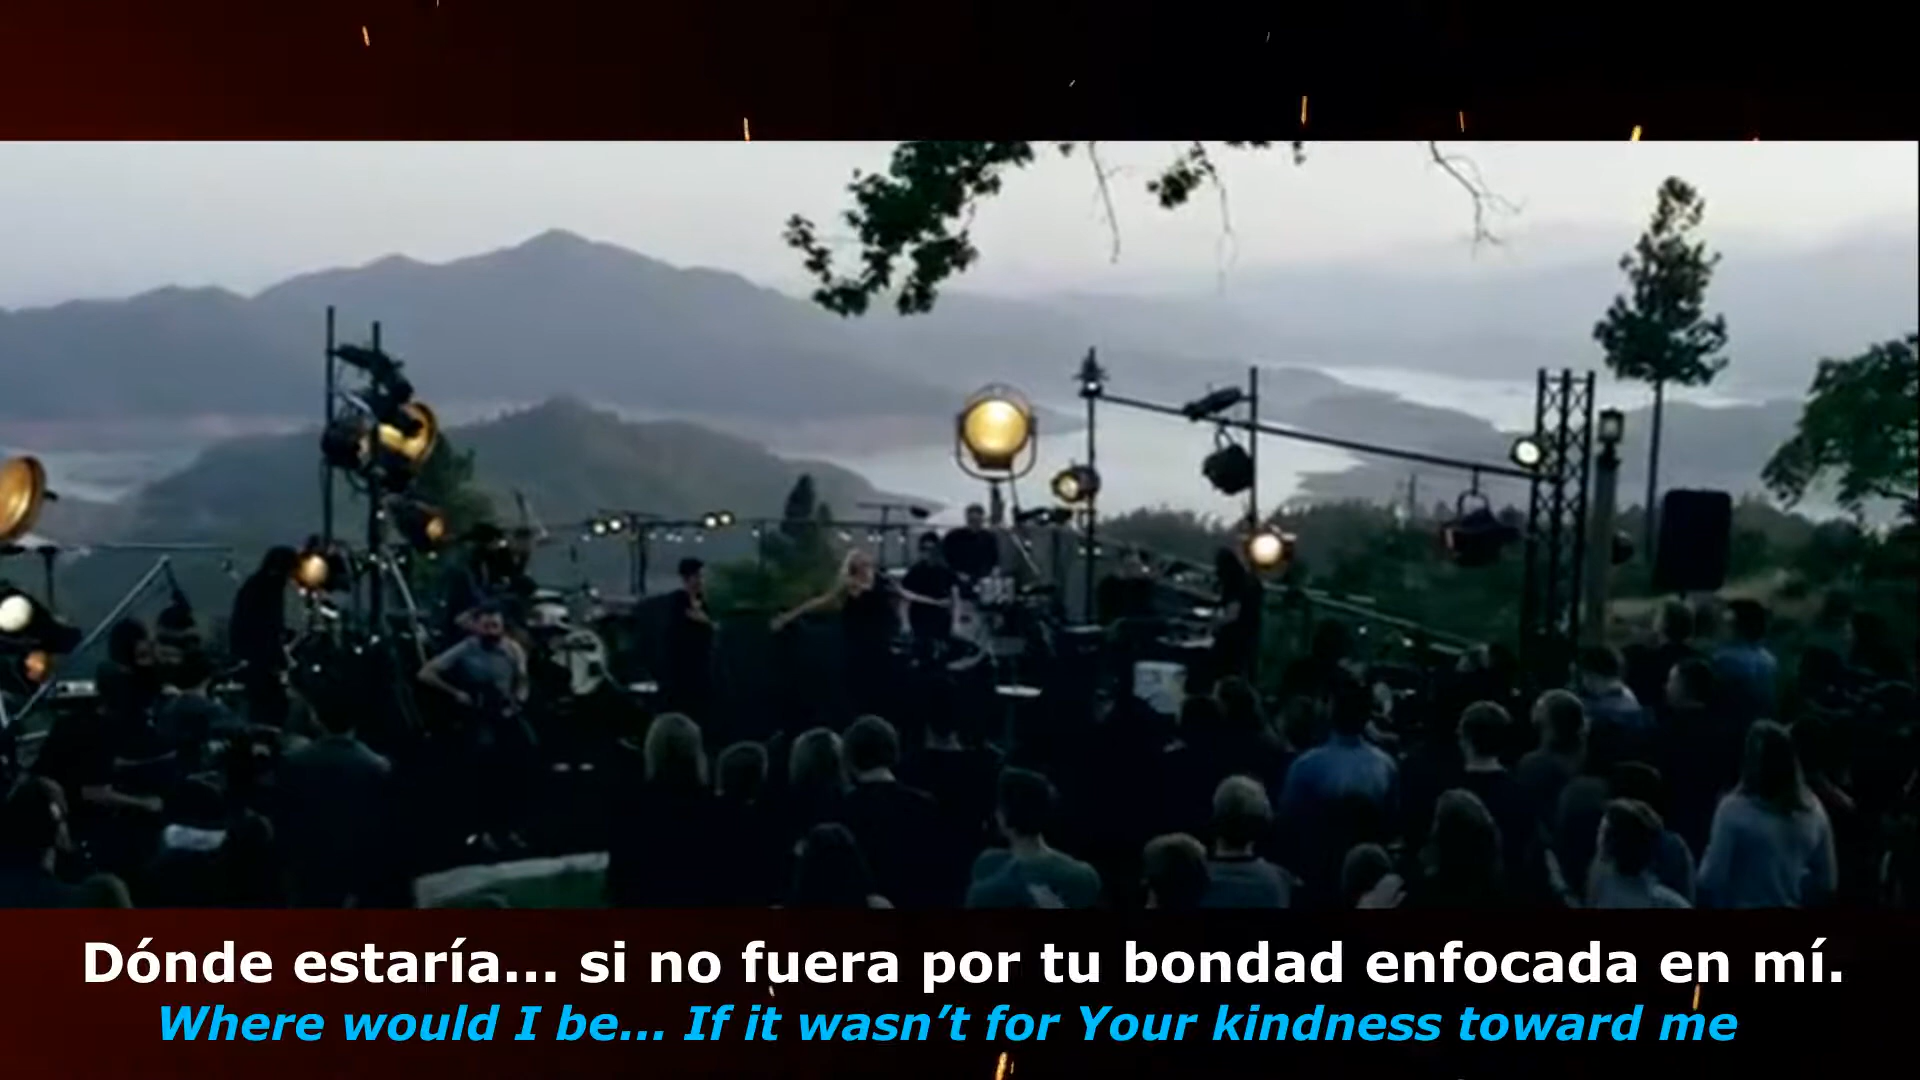 Dónde estaría... si no fuera por tu bondad enfocada en mí.
Where would I be... If it wasn’t for Your kindness toward me